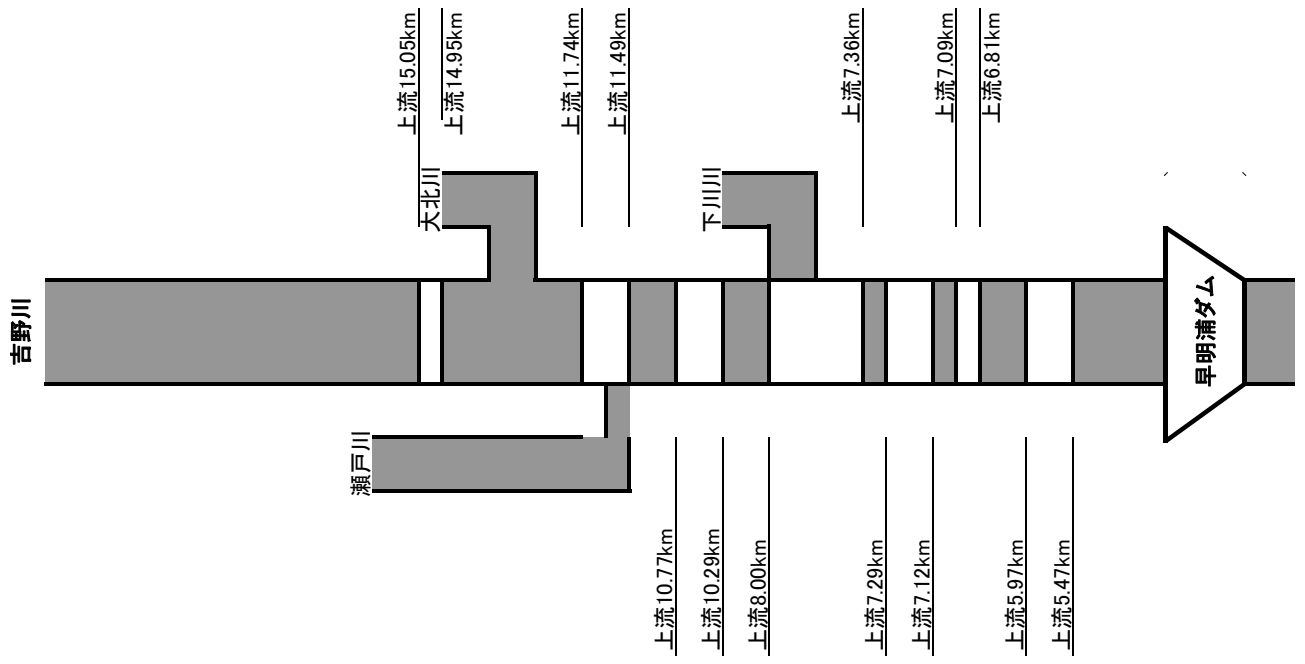 上流15.05km
上流14.95km
上流11.74km
上流11.49km
上流7.36km
上流7.09km
上流6.81km
大北川
下川川
吉野川
早明浦ダム
瀬戸川
上流10.77km
上流10.29km
上流8.00km
上流7.29km
上流7.12km
上流5.97km
上流5.47km